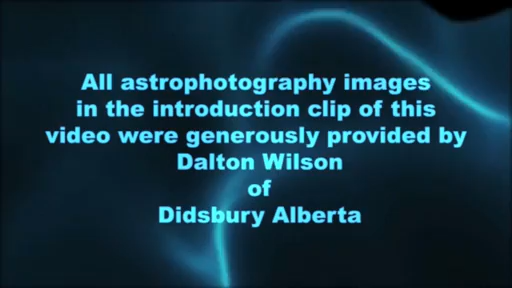 All astrophotography images
in the introduction clip of this
video were generously provided by
Dalton Wilson
of
Didsbury Alberta